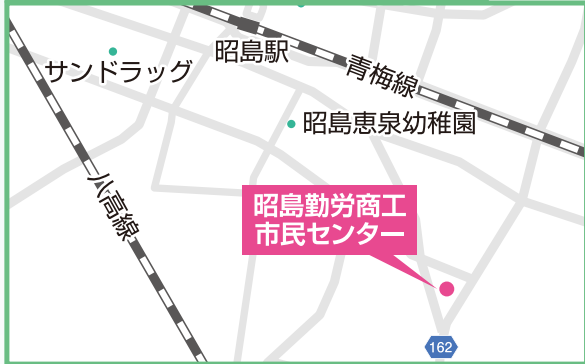 昭島駅
サンドラッグ
青梅線
昭島恵泉幼稚園
八高線
昭島勤労商工
市民センター
162